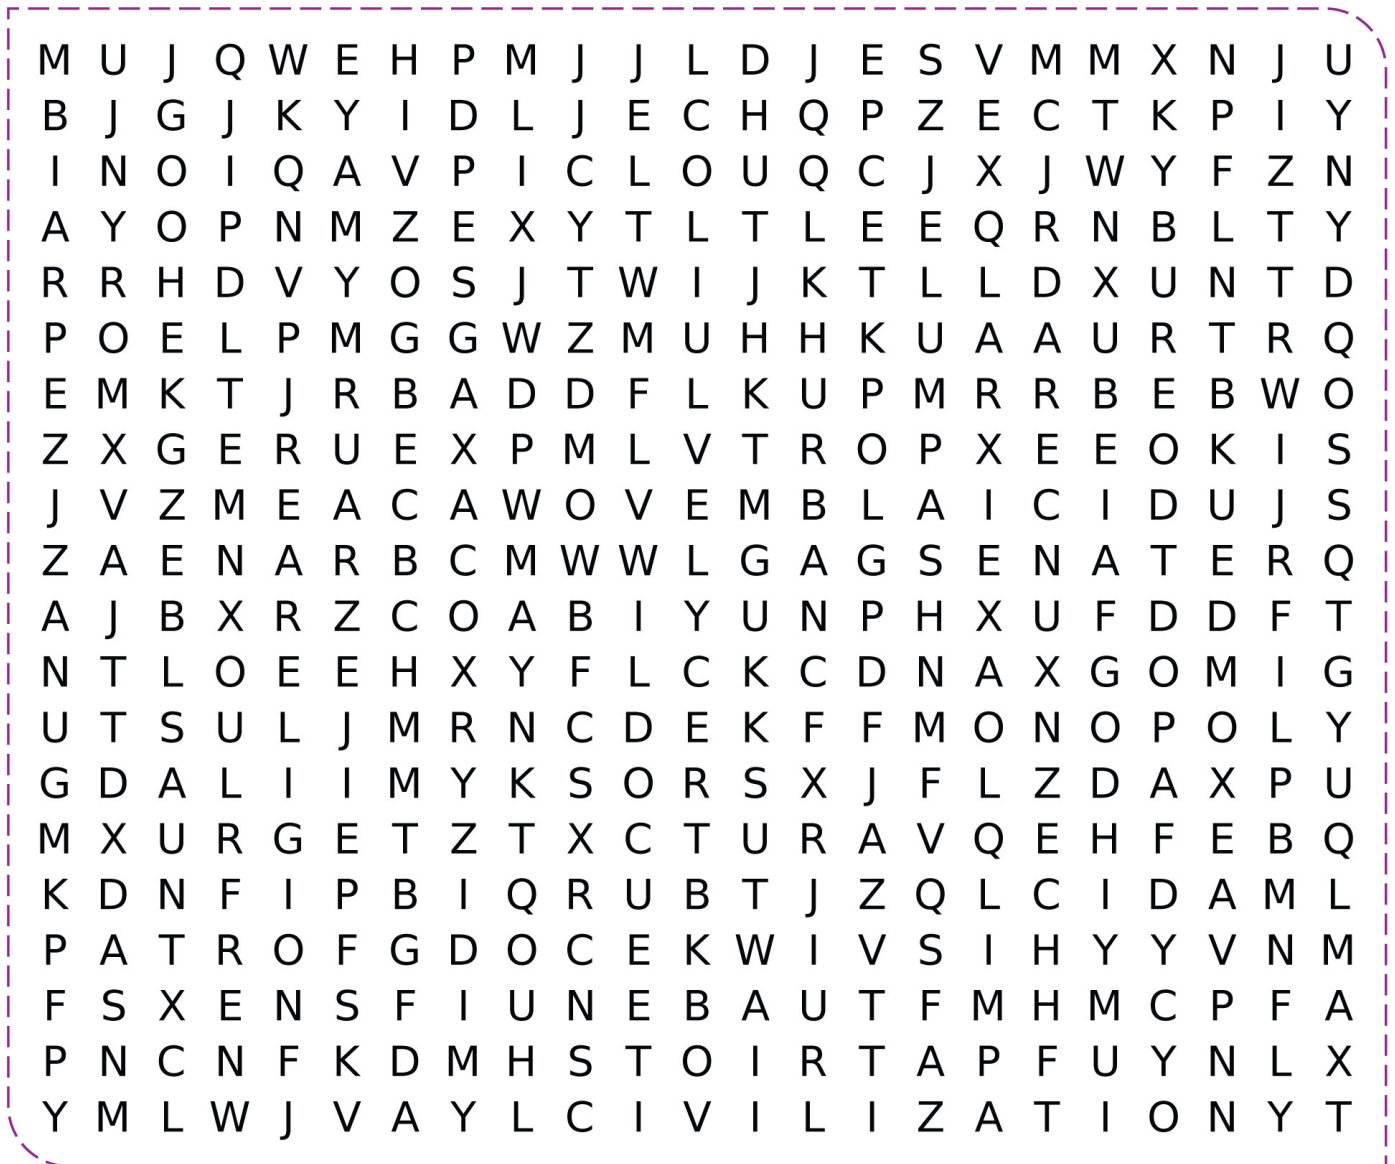 M U J Q W E H P M J J L D J E S V M M X N J U
B J G J K Y I D L J E C H Q P Z E C T K P I Y
I N O I Q A V P I C L O U Q C J X J W Y F Z N
A Y O P N M Z E X Y T L T L E E Q R N B L T Y
R R H D V Y O S J T W I J K T L L D X U N T D
P O E L P M G G W Z M U H H K U A A U R T R Q
E M K T J R B A D D F L K U P M R R B E B W O
Z X G E R U E X P M L V T R O P X E E O K I S
J V Z M E A C A W O V E M B L A I C I D U J S
Z A E N A R B C M W W L G A G S E N A T E R Q
A J B X R Z C O A B I Y U N P H X U F D D F T
N T L O E E H X Y F L C K C D N A X G O M I G
U T S U L J M R N C D E K F F M O N O P O L Y
G D A L I I M Y K S O R S X J F L Z D A X P U
M X U R G E T Z T X C T U R A V Q E H F E B Q
K D N F I P B I Q R U B T J Z Q L C I D A M L
P A T R O F G D O C E K W I V S I H Y Y V N M
F S X E N S F I U N E B A U T F M H M C P F A
P N C N F K D M H S T O I R T A P F U Y N L X
Y M L W J V A Y L C I V I L I Z A T I O N Y T